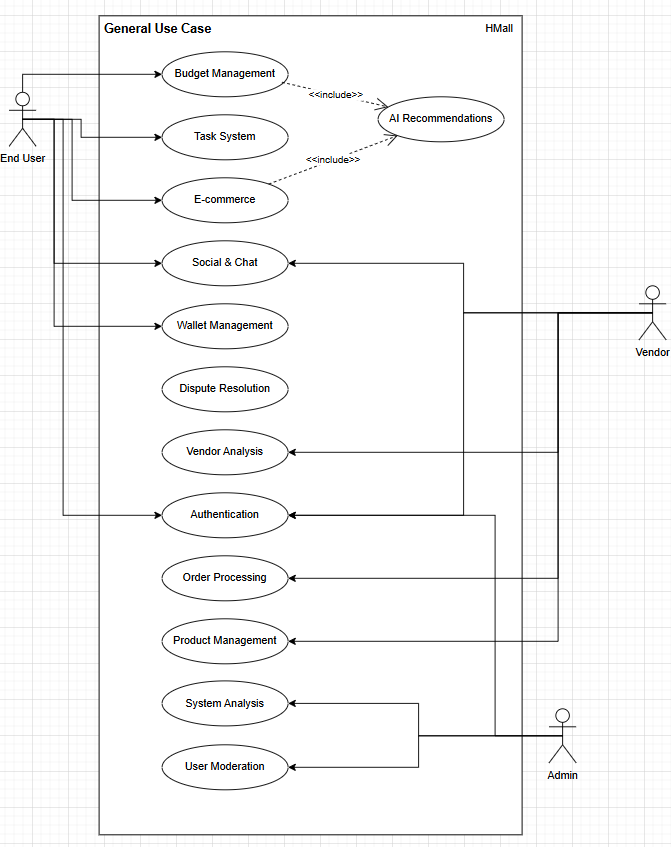 General Use Case
HMall
Budget Management
<<include>>
AI Recommendations
Task System
End User
<<include>>
E-commerce
Social & Chat
Wallet Management
Vendor
Dispute Resolution
Vendor Analysis
Authentication
Order Processing
Product Management
System Analysis
User Moderation
Admin